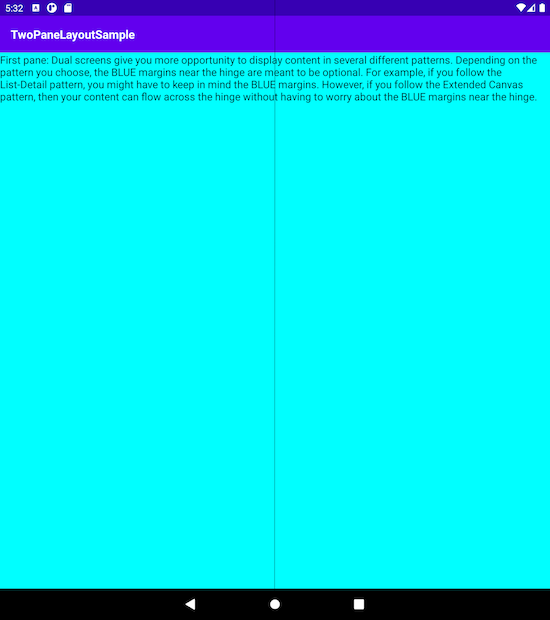 5:32
TwoPaneLayoutSample
First pane: Dual screens give you more opportunity to display content in several different patterns. Depending on the
pattern you choose, the BLUE margins near the hinge are meant to be optional. For example, if you follow the
List-Detail pattern, you might have to keep in mind the BLUE margins. However, if you follow the Extended Canvas
pattern, then your content can flow across the hinge without having to worry about the BLUE margins near the hinge.